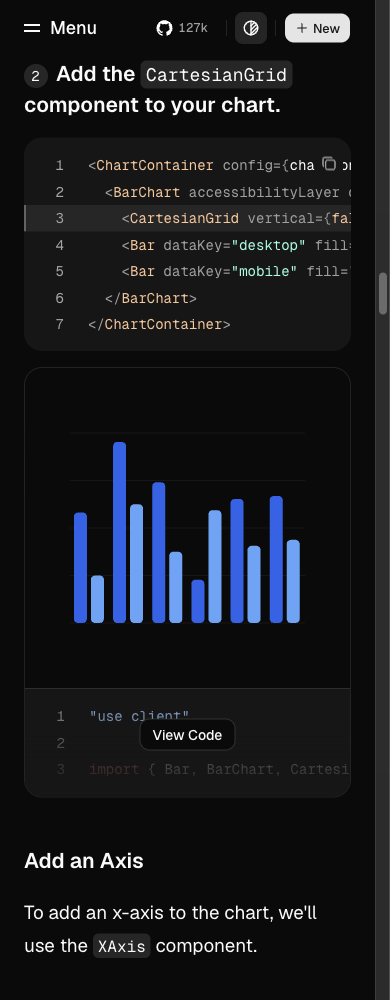 Menu 127k + New
2 Add the CartesianGrid
component to your chart.
1 <ChartContainer config={cha
2 <BarChart accessibilityLayer
3 <CartesianGrid vertical={fal
4 <Bar dataKey="desktop" fill=
5 <Bar dataKey="mobile" fill=
6 </BarChart>
7 </ChartContainer>
1 "use client"
View Code
2
3 import { Bar, BarChart, Cartesi
Add an Axis
To add an x-axis to the chart, we'll
use the XAxis component.